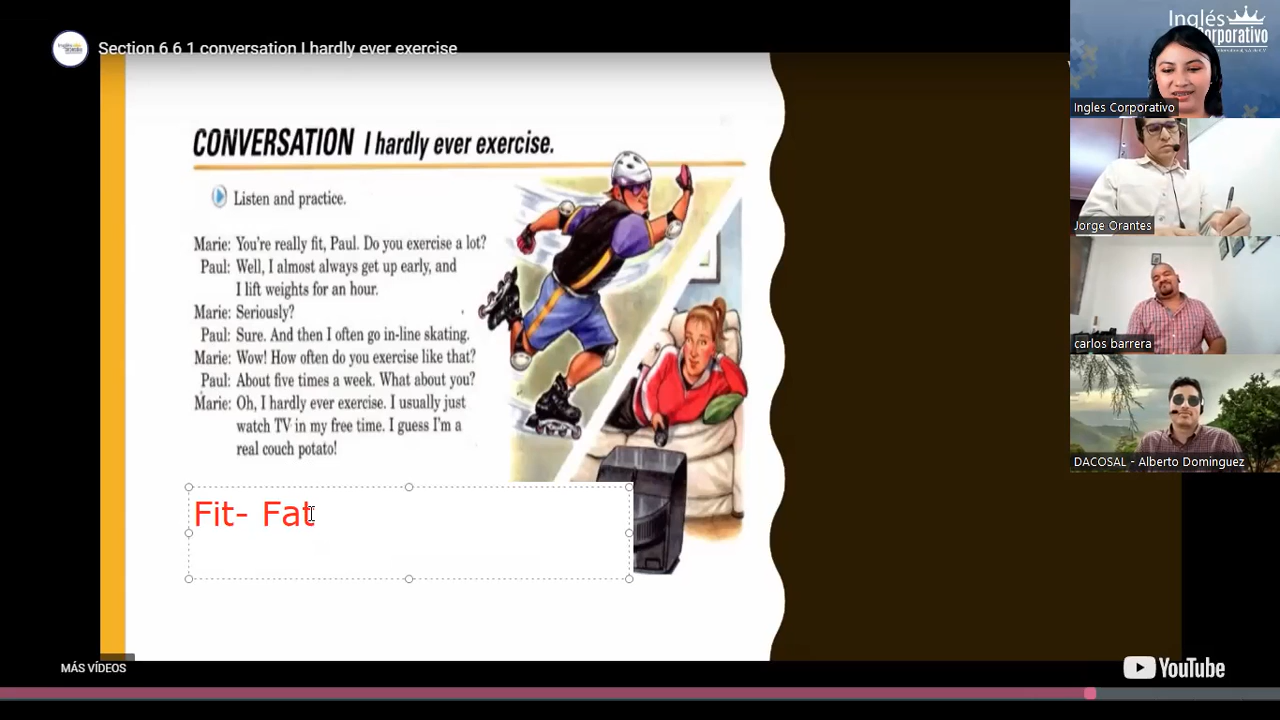 Section 6 6 1 conversation I hardly ever exercise
CONVERSATION I hardly ever exercise.
Listen and practice.
Marie: You're really fit, Paul. Do you exercise a lot?
Paul: Well, I almost always get up early, and
I lift weights for an hour.
Marie: Seriously?
Paul: Sure. And then I often go in-line skating.
Marie: Wow! How often do you exercise like that?
Paul: About five times a week. What about you?
Marie: Oh, I hardly ever exercise. I usually just
watch TV in my free time. I guess I'm a
real couch potato!
Fit- Fat
MÁS VÍDEOS
YouTube
Inglés
Corporativo
Ingles Corporativo
Jorge Orantes
carlos barrera
DACOSAL - Alberto Domínguez